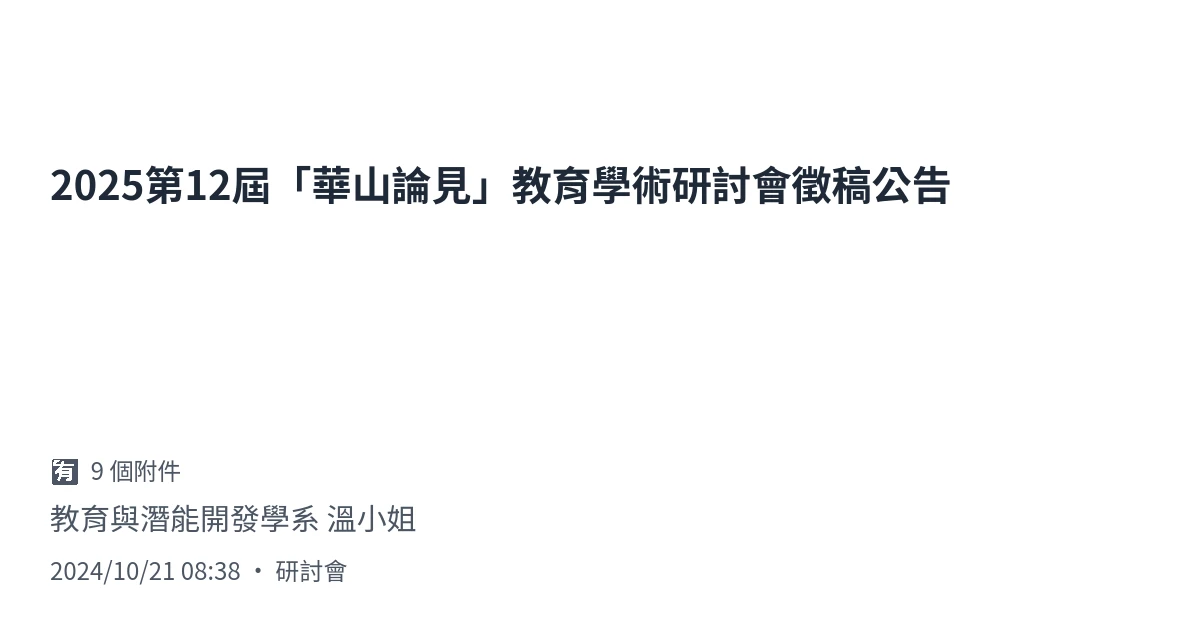 2025第12屆「華山論見」教育學術研討會徵稿公告
有 9 個附件
教育與潛能開發學系 溫小姐
2024/10/21 08:38 • 研討會